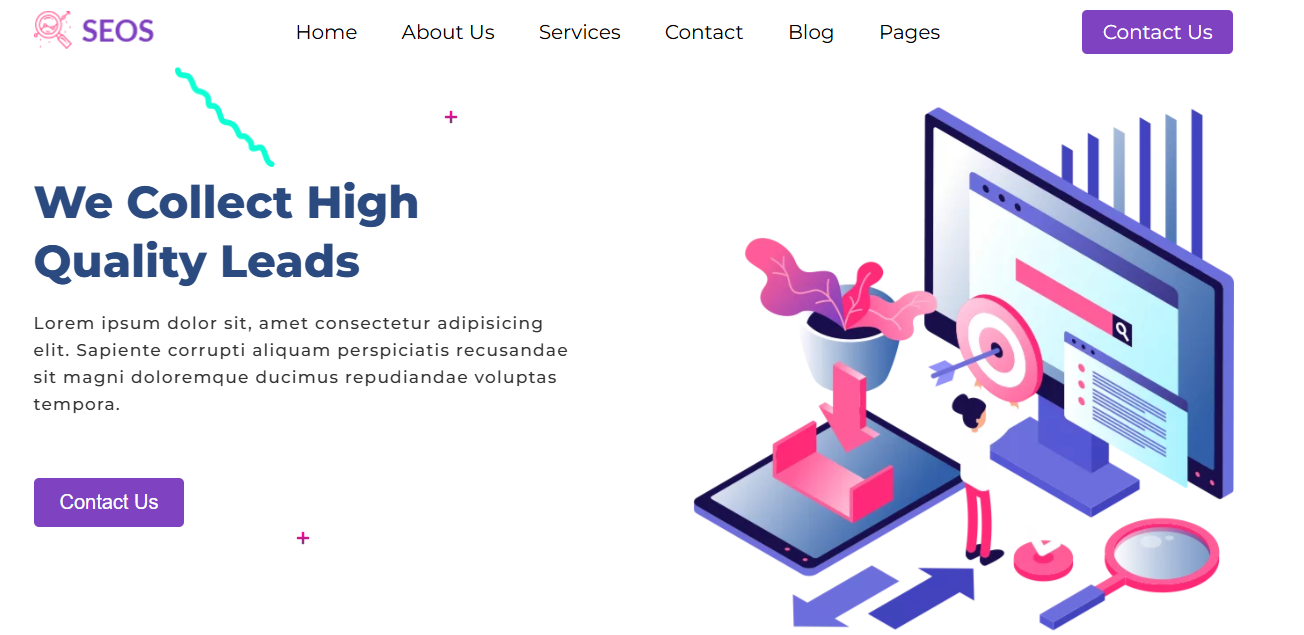 SEOS
Home About Us Services Contact Blog Pages
Contact Us
We Collect High
Quality Leads
Lorem ipsum dolor sit, amet consectetur adipisicing
elit. Sapiente corrupti aliquam perspiciatis recusandae
sit magni doloremque ducimus repudiandae voluptas
tempora.
Contact Us